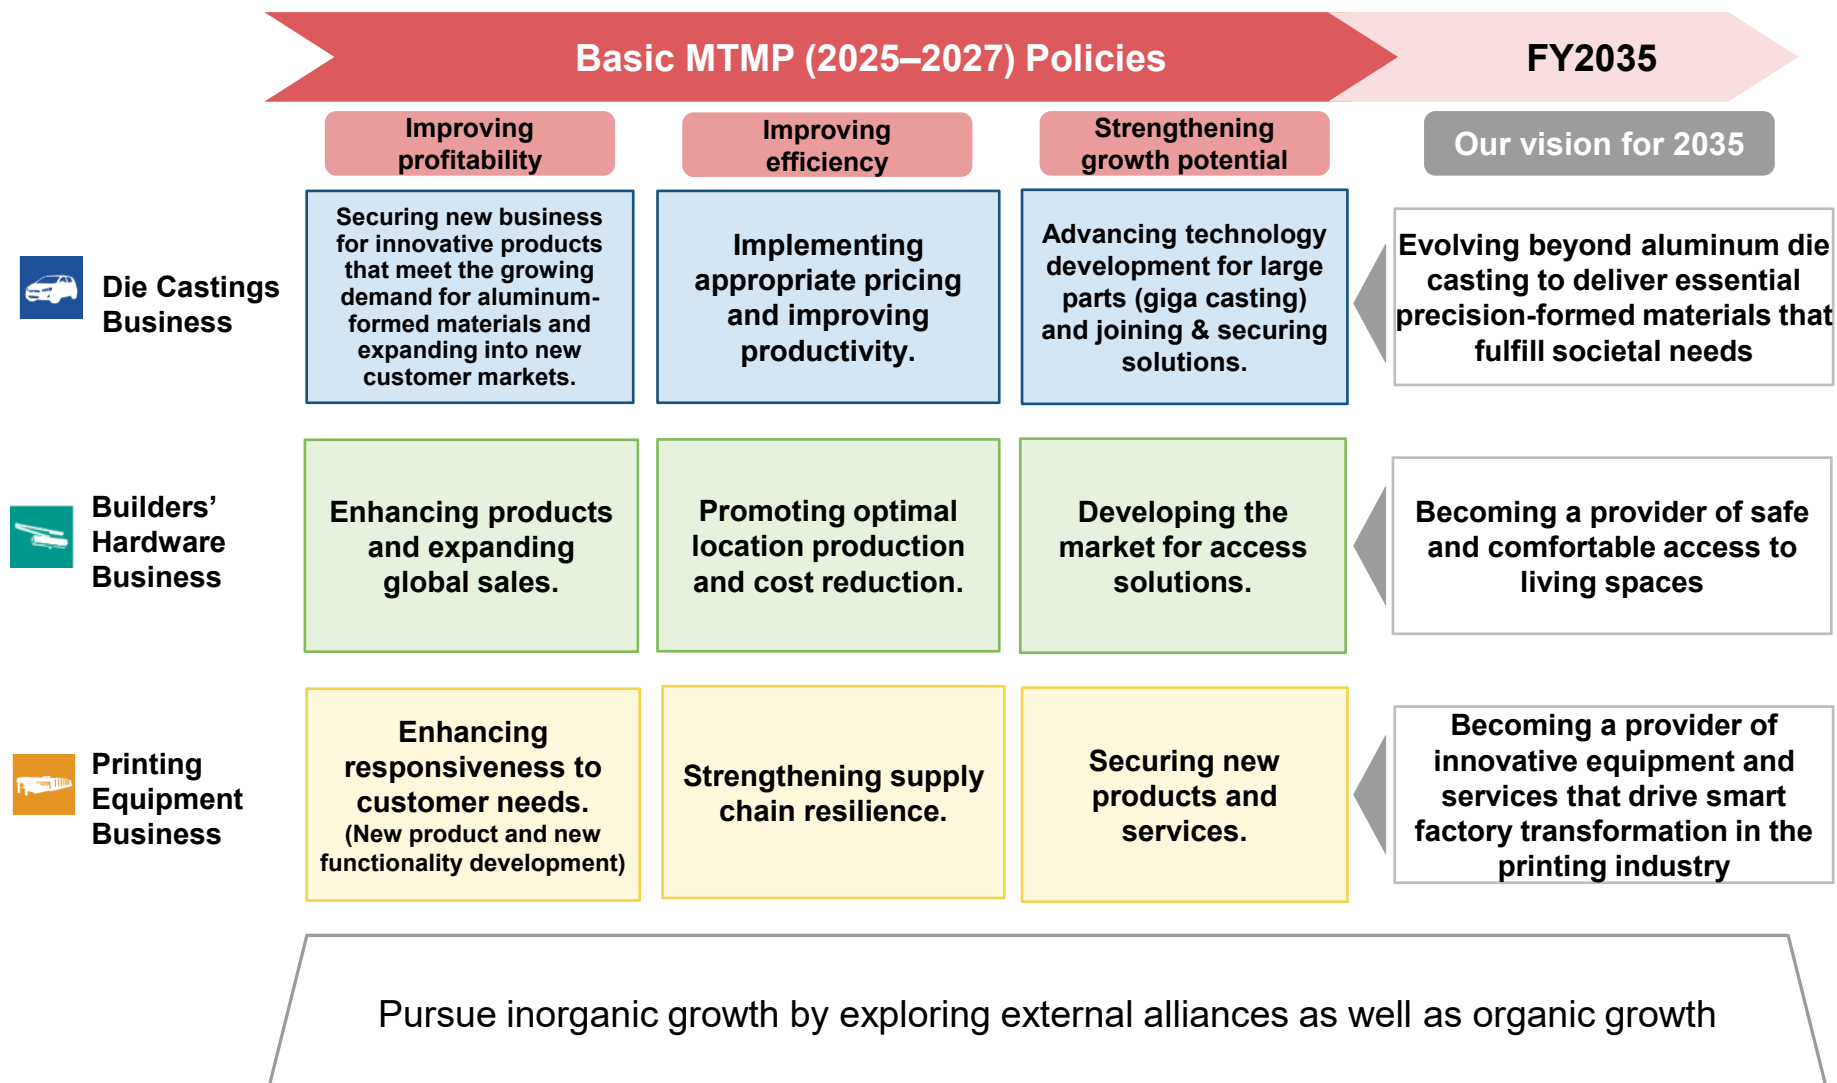 Basic MTMP (2025–2027) Policies
FY2035
Improving
profitability
Improving
efficiency
Strengthening
growth potential
Our vision for 2035
Die Castings
Business
Securing new business
for innovative products
that meet the growing
demand for aluminum-
formed materials and
expanding into new
customer markets.
Implementing
appropriate pricing
and improving
productivity.
Advancing technology
development for large
parts (giga casting)
and joining & securing
solutions.
Evolving beyond aluminum die
casting to deliver essential
precision-formed materials that
fulfill societal needs
Builders’
Hardware
Business
Enhancing products
and expanding
global sales.
Promoting optimal
location production
and cost reduction.
Developing the
market for access
solutions.
Becoming a provider of safe
and comfortable access to
living spaces
Printing
Equipment
Business
Enhancing
responsiveness to
customer needs.
(New product and new
functionality development)
Strengthening supply
chain resilience.
Securing new
products and
services.
Becoming a provider of
innovative equipment and
services that drive smart
factory transformation in the
printing industry
Pursue inorganic growth by exploring external alliances as well as organic growth